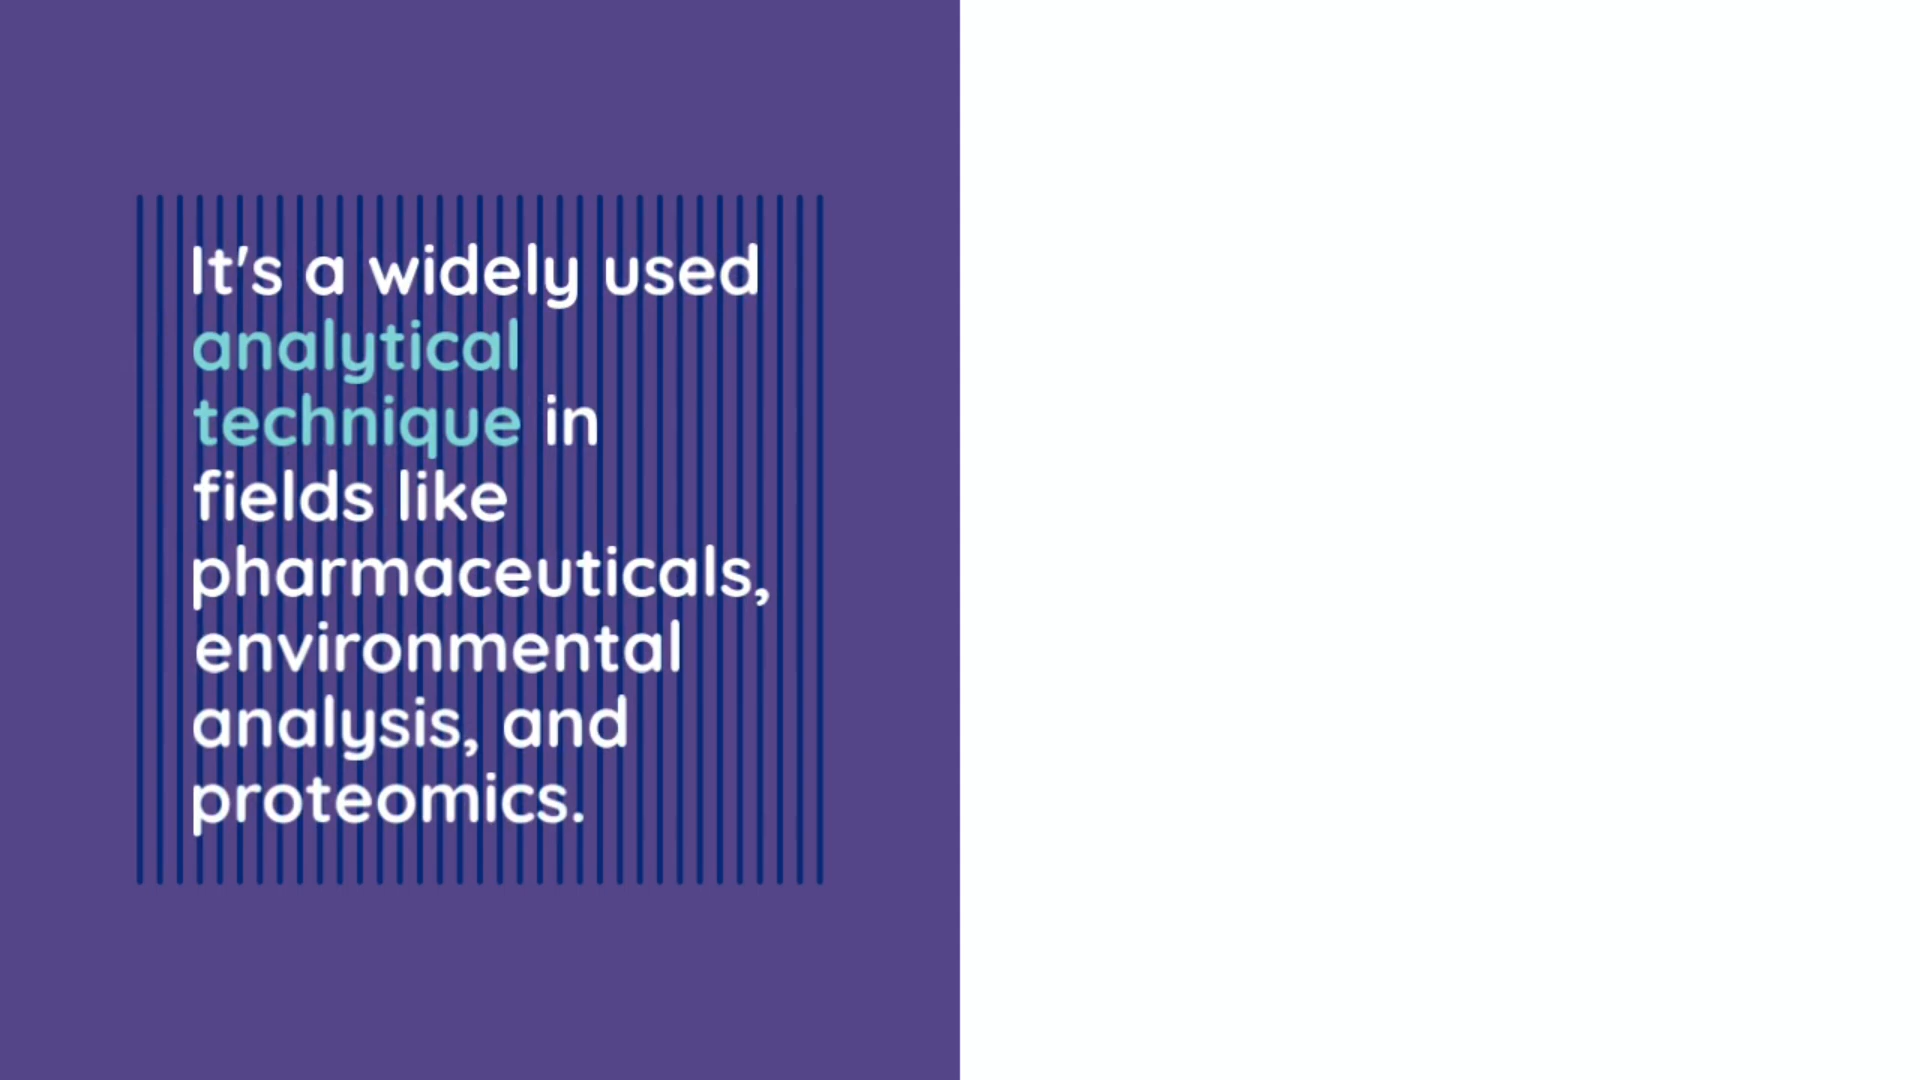 It's a widely used
analytical
technique in
fields like
pharmaceuticals,
environmental
analysis, and
proteomics.